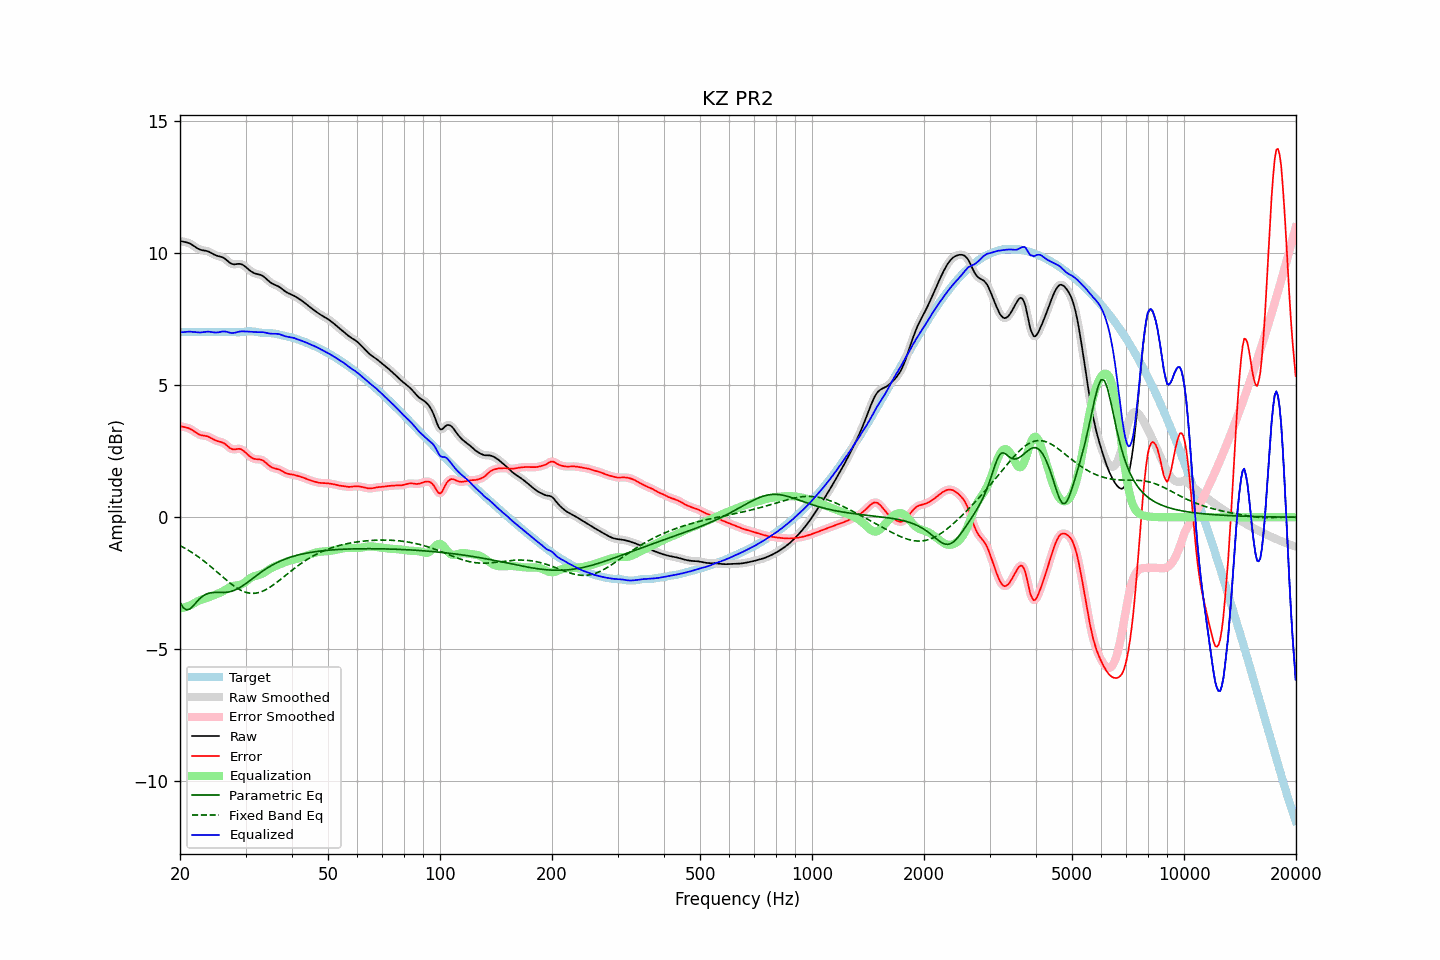 KZ PR2
Amplitude (dBr)
15
10
5
0
−5
−10
Target
Raw Smoothed
Error Smoothed
Raw
Error
Equalization
Parametric Eq
Fixed Band Eq
Equalized
20 50 100 200 500 1000 2000 5000 10000 20000
Frequency (Hz)